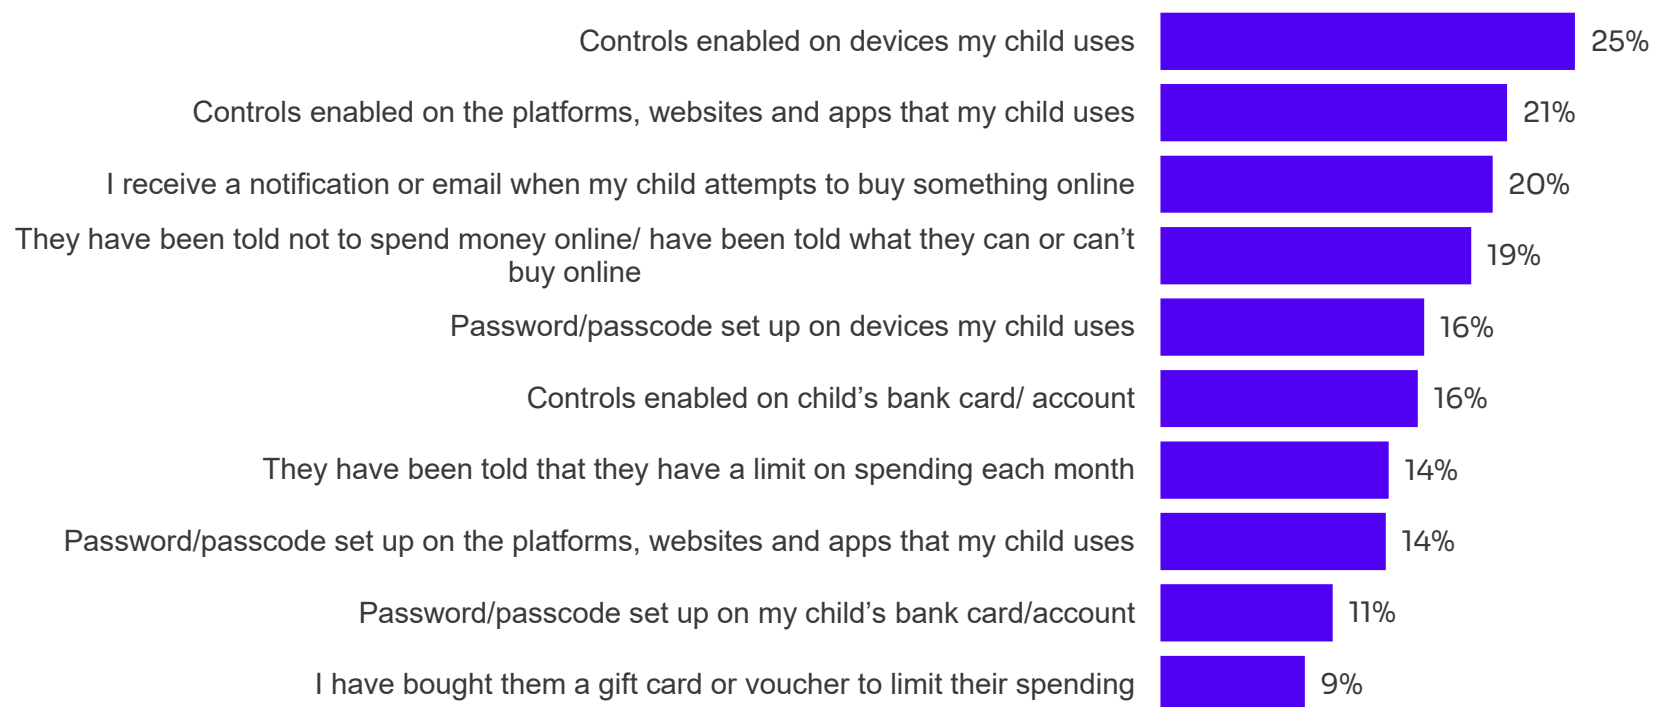 Controls enabled on devices my child uses 25%
Controls enabled on the platforms, websites and apps that my child uses 21%
I receive a notification or email when my child attempts to buy something online 20%
They have been told not to spend money online/ have been told what they can or can’t
buy online 19%
Password/passcode set up on devices my child uses 16%
Controls enabled on child’s bank card/ account 16%
They have been told that they have a limit on spending each month 14%
Password/passcode set up on the platforms, websites and apps that my child uses 14%
Password/passcode set up on my child’s bank card/account 11%
I have bought them a gift card or voucher to limit their spending 9%